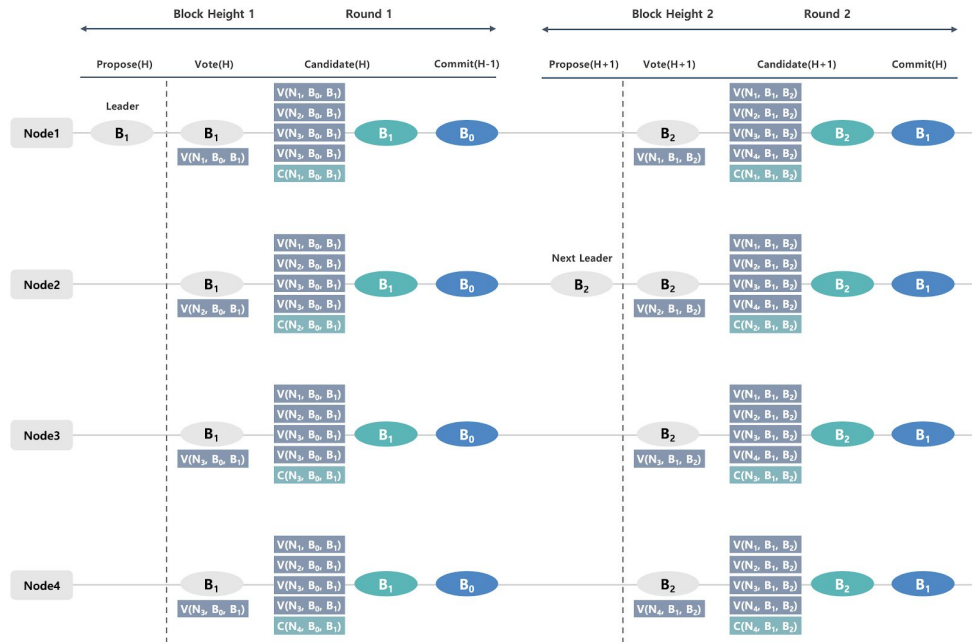 Block Height 1 Round 1 Block Height 2 Round 2
Propose(H) Vote(H) Candidate(H) Commit(H-1) Propose(H+1) Vote(H+1) Candidate(H+1) Commit(H)
Leader
Node1
B₁
B₁
V(N₁, B₀, B₁)
V(N₁, B₀, B₁)
V(N₂, B₀, B₁)
V(N₃, B₀, B₁)
V(N₃, B₀, B₁)
C(N₁, B₀, B₁)
B₁
B₀
B₂
V(N₁, B₁, B₂)
V(N₁, B₁, B₂)
V(N₂, B₁, B₂)
V(N₃, B₁, B₂)
V(N₄, B₁, B₂)
C(N₁, B₁, B₂)
B₂
B₁
Node2
B₁
V(N₂, B₀, B₁)
V(N₁, B₀, B₁)
V(N₂, B₀, B₁)
V(N₃, B₀, B₁)
V(N₃, B₀, B₁)
C(N₂, B₀, B₁)
B₁
B₀
Next Leader
B₂
B₂
V(N₂, B₁, B₂)
V(N₁, B₁, B₂)
V(N₂, B₁, B₂)
V(N₃, B₁, B₂)
V(N₄, B₁, B₂)
C(N₂, B₁, B₂)
B₂
B₁
Node3
B₁
V(N₃, B₀, B₁)
V(N₁, B₀, B₁)
V(N₂, B₀, B₁)
V(N₃, B₀, B₁)
V(N₃, B₀, B₁)
C(N₃, B₀, B₁)
B₁
B₀
B₂
V(N₃, B₁, B₂)
V(N₁, B₁, B₂)
V(N₂, B₁, B₂)
V(N₃, B₁, B₂)
V(N₄, B₁, B₂)
C(N₃, B₁, B₂)
B₂
B₁
Node4
B₁
V(N₃, B₀, B₁)
V(N₁, B₀, B₁)
V(N₂, B₀, B₁)
V(N₃, B₀, B₁)
V(N₃, B₀, B₁)
C(N₄, B₀, B₁)
B₁
B₀
B₂
V(N₄, B₁, B₂)
V(N₁, B₁, B₂)
V(N₂, B₁, B₂)
V(N₃, B₁, B₂)
V(N₄, B₁, B₂)
C(N₄, B₁, B₂)
B₂
B₁